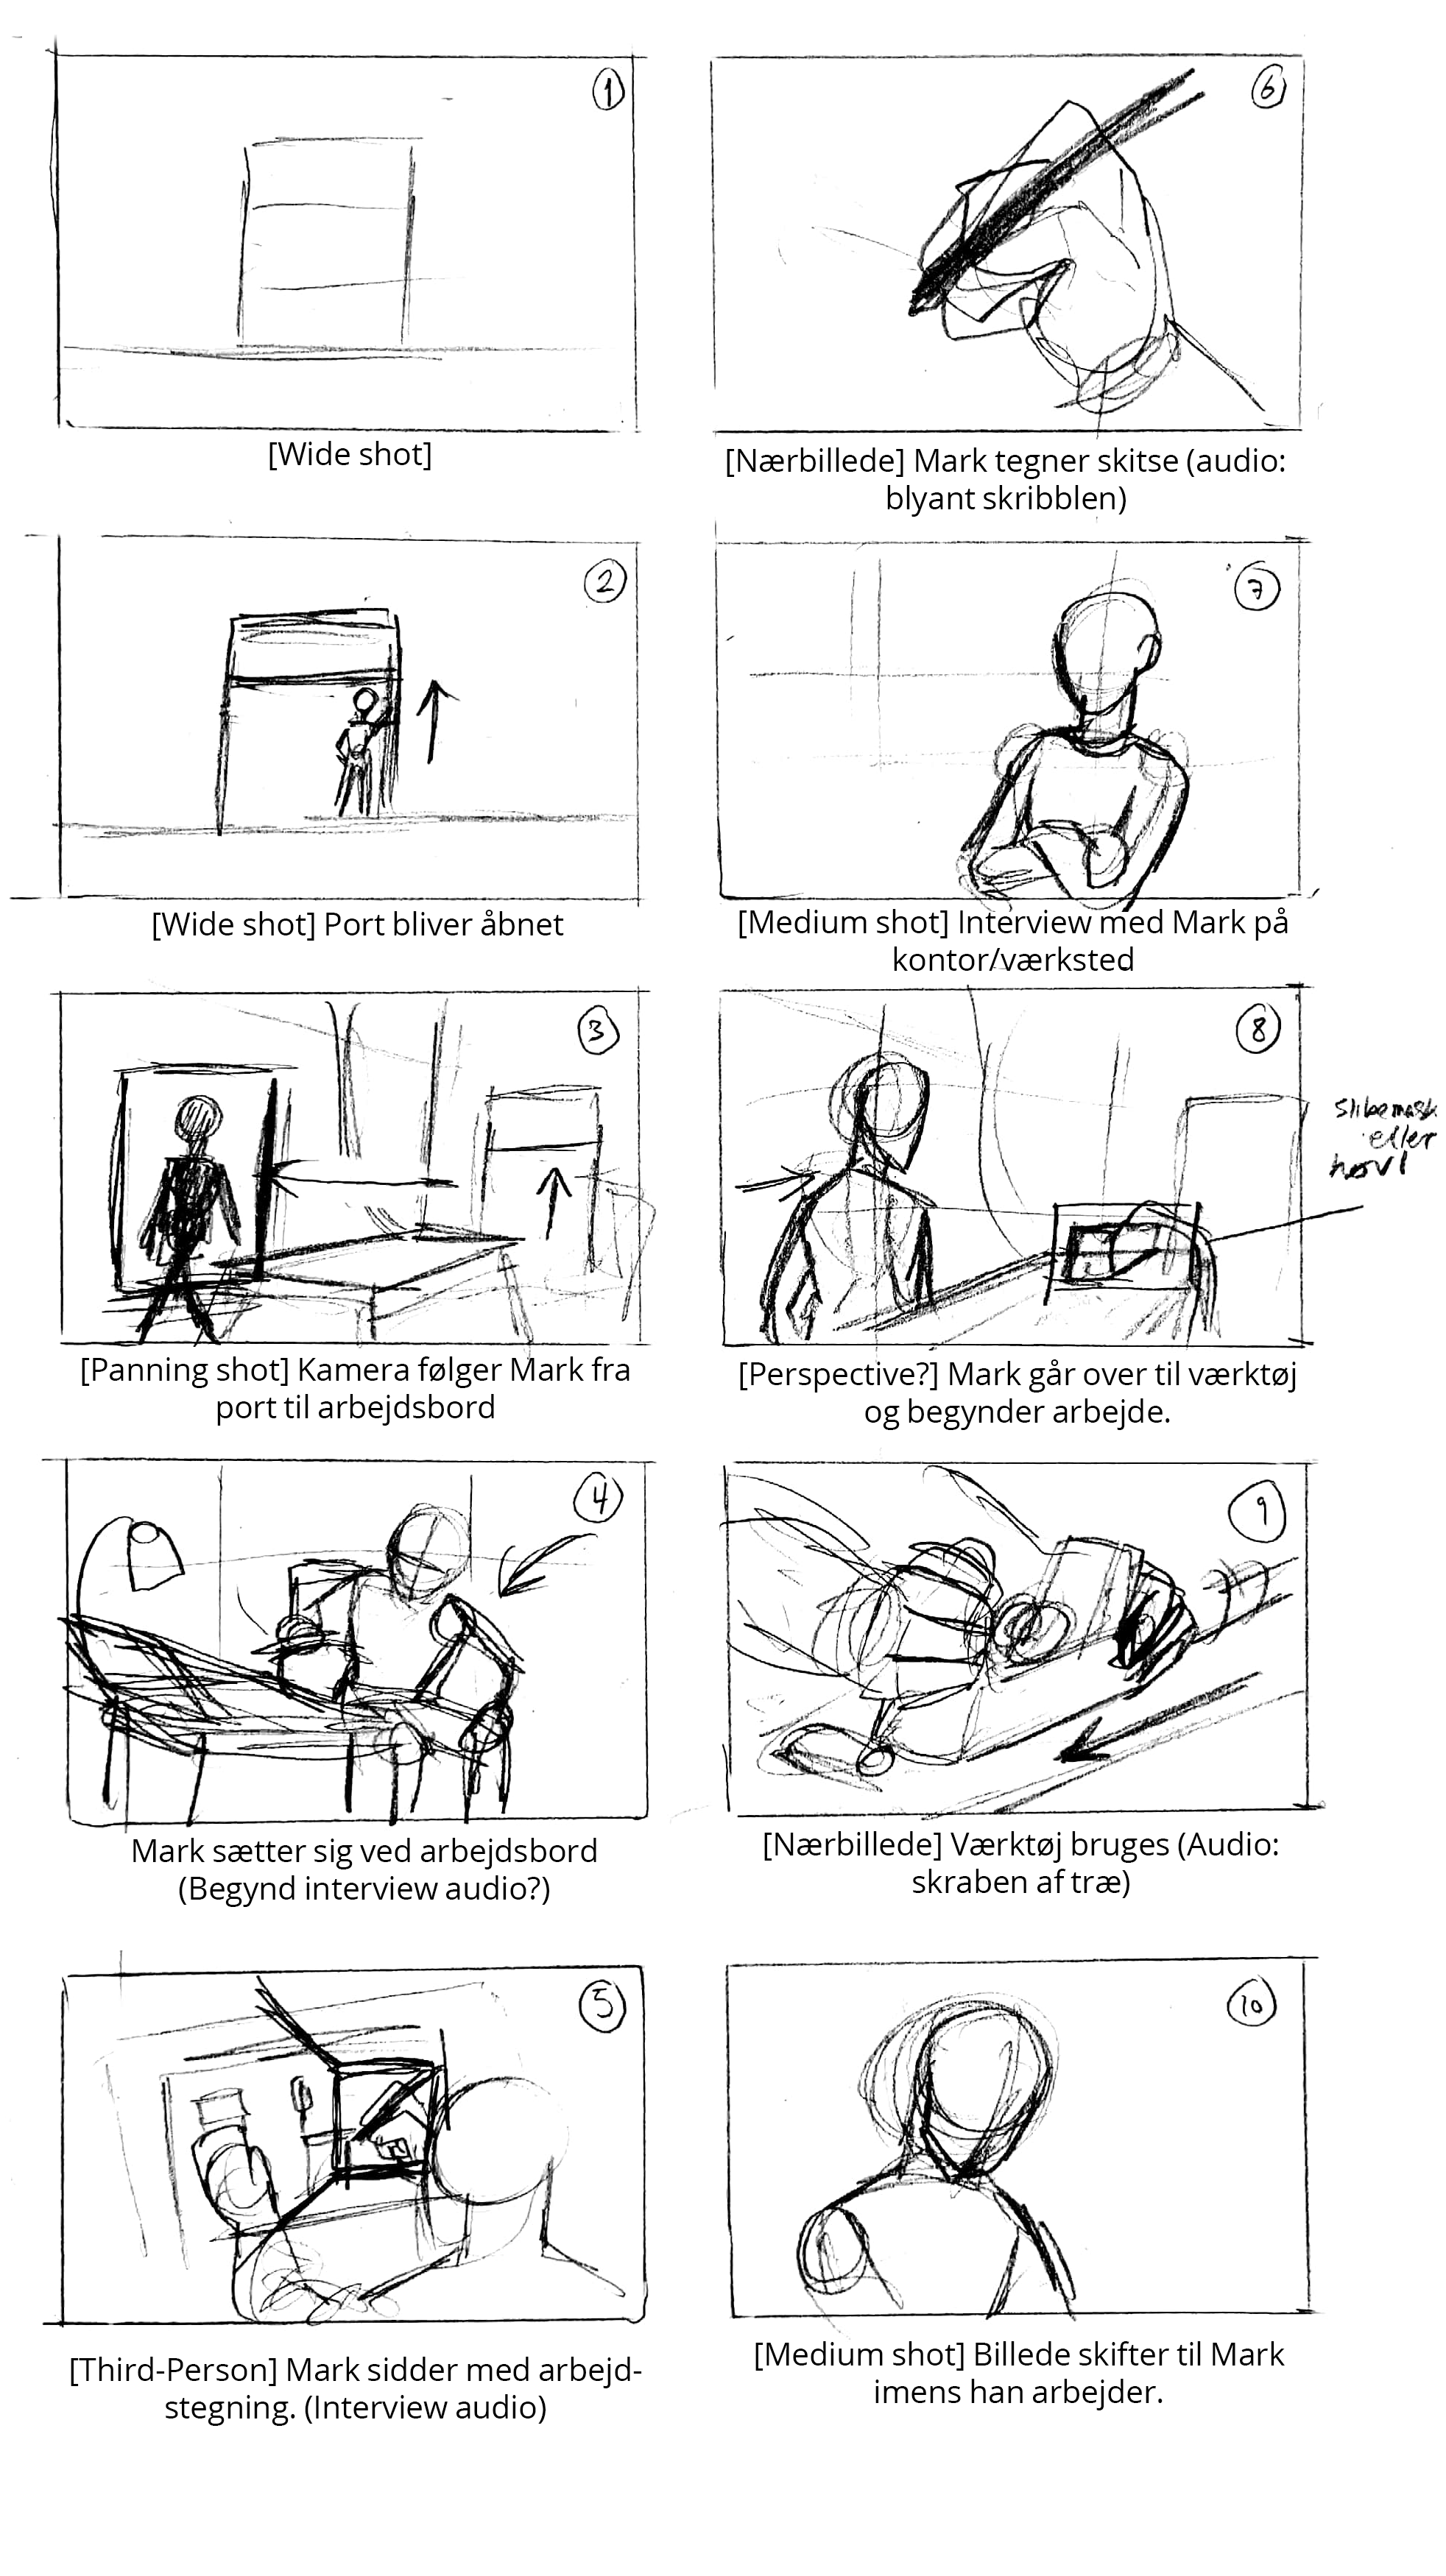 1
[Wide shot]
2
[Wide shot] Port bliver åbnet
3
[Panning shot] Kamera følger Mark fra
port til arbejdsbord
4
Mark sætter sig ved arbejdsbord
(Begynd interview audio?)
5
[Third-Person] Mark sidder med arbejd-
stegning. (Interview audio)
6
[Nærbillede] Mark tegner skitse (audio:
blyant skribblen)
7
[Medium shot] Interview med Mark på
kontor/værksted
8
Slibemask
eller
høvl
[Perspective?] Mark går over til værktøj
og begynder arbejde.
9
[Nærbillede] Værktøj bruges (Audio:
skraben af træ)
10
[Medium shot] Billede skifter til Mark
imens han arbejder.